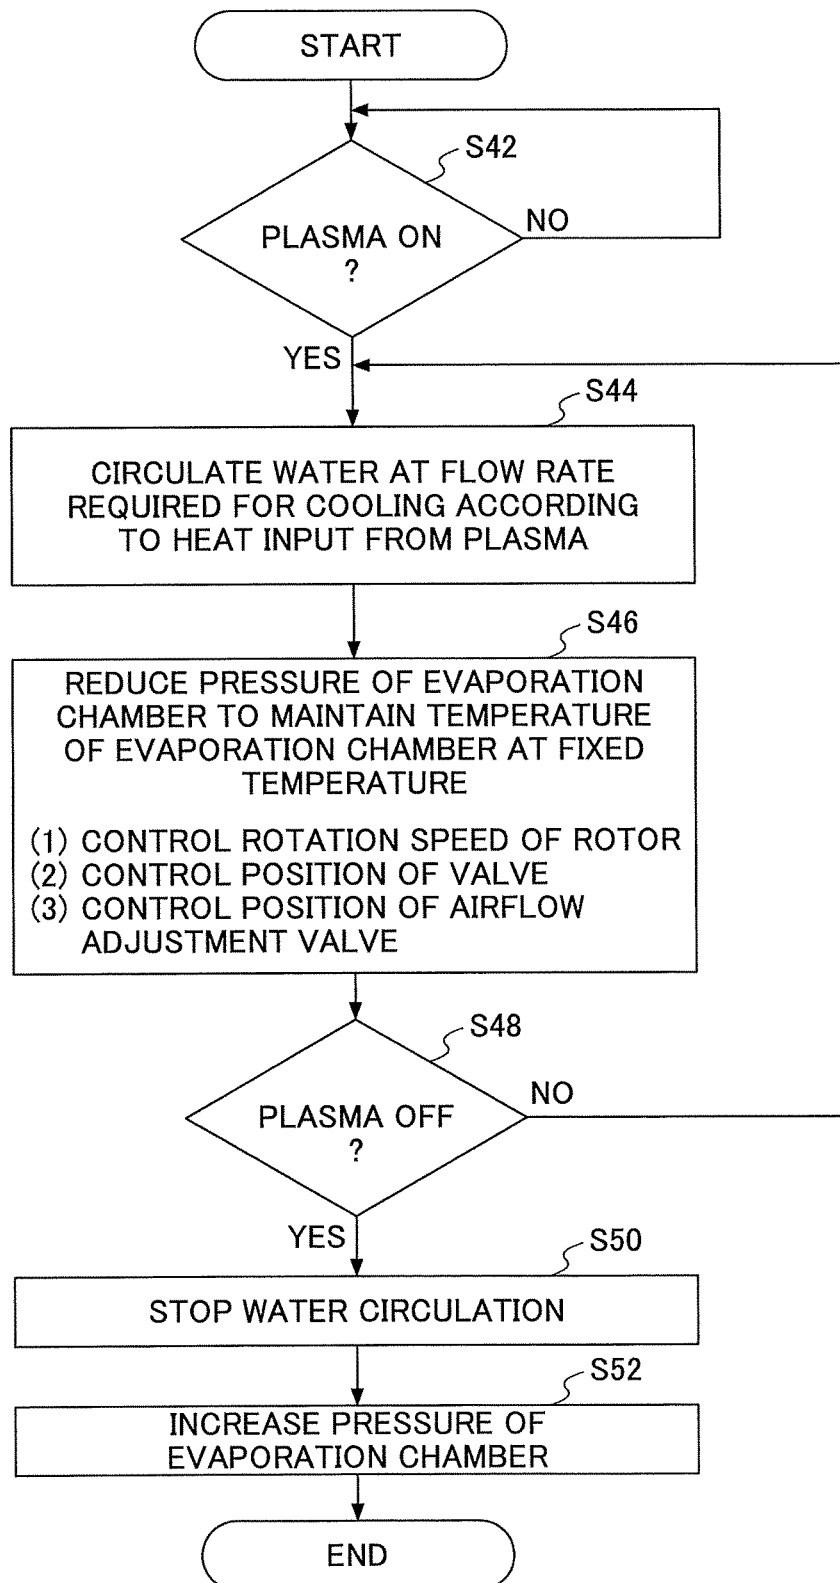 START
S42
PLASMA ON
?
NO
YES
S44
CIRCULATE WATER AT FLOW RATE
REQUIRED FOR COOLING ACCORDING
TO HEAT INPUT FROM PLASMA
S46
REDUCE PRESSURE OF EVAPORATION
CHAMBER TO MAINTAIN TEMPERATURE
OF EVAPORATION CHAMBER AT FIXED
TEMPERATURE
(1) CONTROL ROTATION SPEED OF ROTOR
(2) CONTROL POSITION OF VALVE
(3) CONTROL POSITION OF AIRFLOW
ADJUSTMENT VALVE
S48
PLASMA OFF
?
NO
YES
S50
STOP WATER CIRCULATION
S52
INCREASE PRESSURE OF
EVAPORATION CHAMBER
END